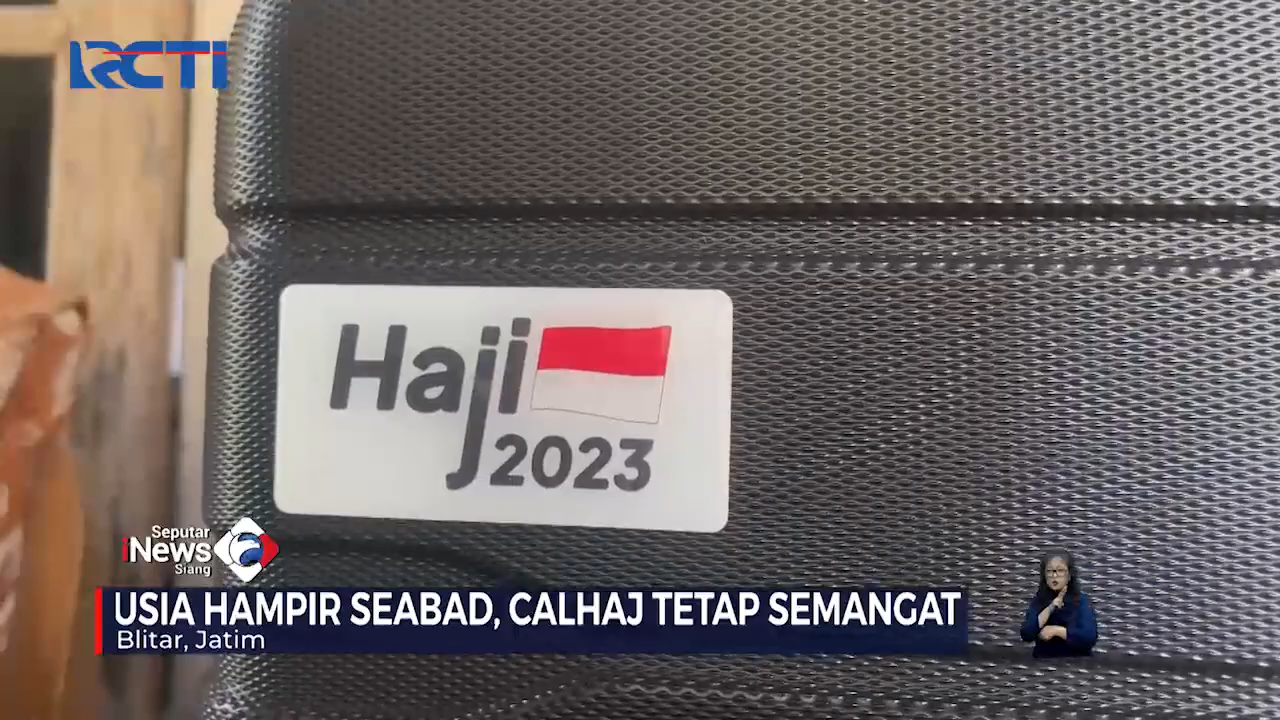 RCTI
Haji
2023
Seputar
iNews
Siang
USIA HAMPIR SEABAD, CALHAJ TETAP SEMANGAT
Blitar, Jatim